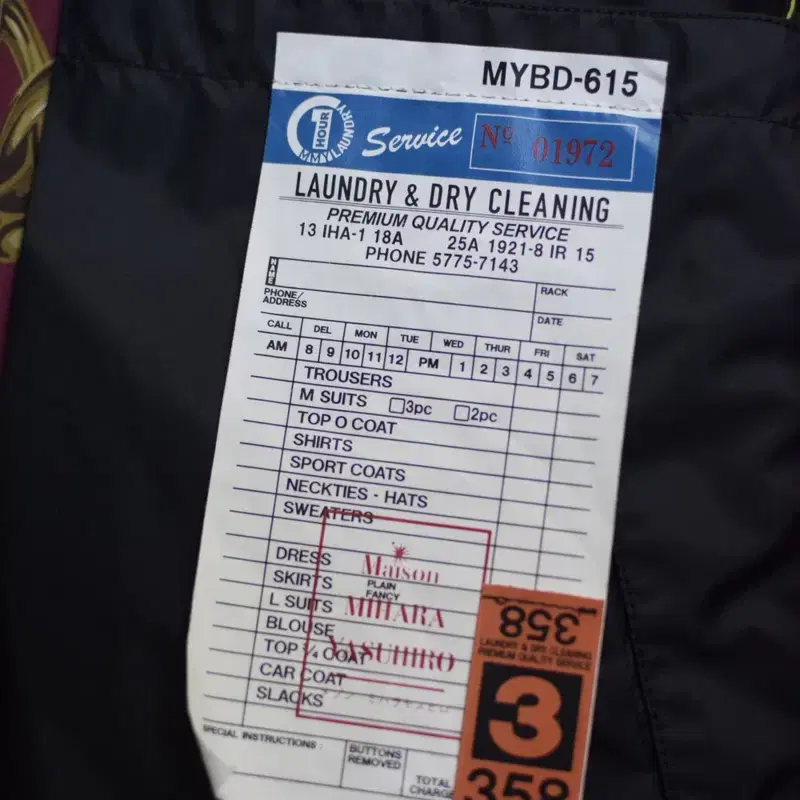 MYBD-615
1 HOUR
MMY LAUNDRY
Service
Nº 01972
LAUNDRY & DRY CLEANING
PREMIUM QUALITY SERVICE
13 IHA-1 18A 25A 1921-8 IR 15
PHONE 5775-7143
NAME
RACK
PHONE/
ADDRESS
DATE
CALL DEL MON TUE WED THUR FRI SAT
AM 8 9 10 11 12 PM 1 2 3 4 5 6 7
TROUSERS
M SUITS 3pc 2pc
TOP O COAT
SHIRTS
SPORT COATS
NECKTIES - HATS
SWEATERS
DRESS
PLAIN
FANCY
SKIRTS
L SUITS
BLOUSE
TOP ¾ COAT
CAR COAT
SLACKS
Maison
MIHARA
YASUHIRO
SPECIAL INSTRUCTIONS:
BUTTONS
REMOVED
TOTAL
CHARGE
358
LAUNDRY & DRY CLEANING
PREMIUM QUALITY SERVICE
3
358